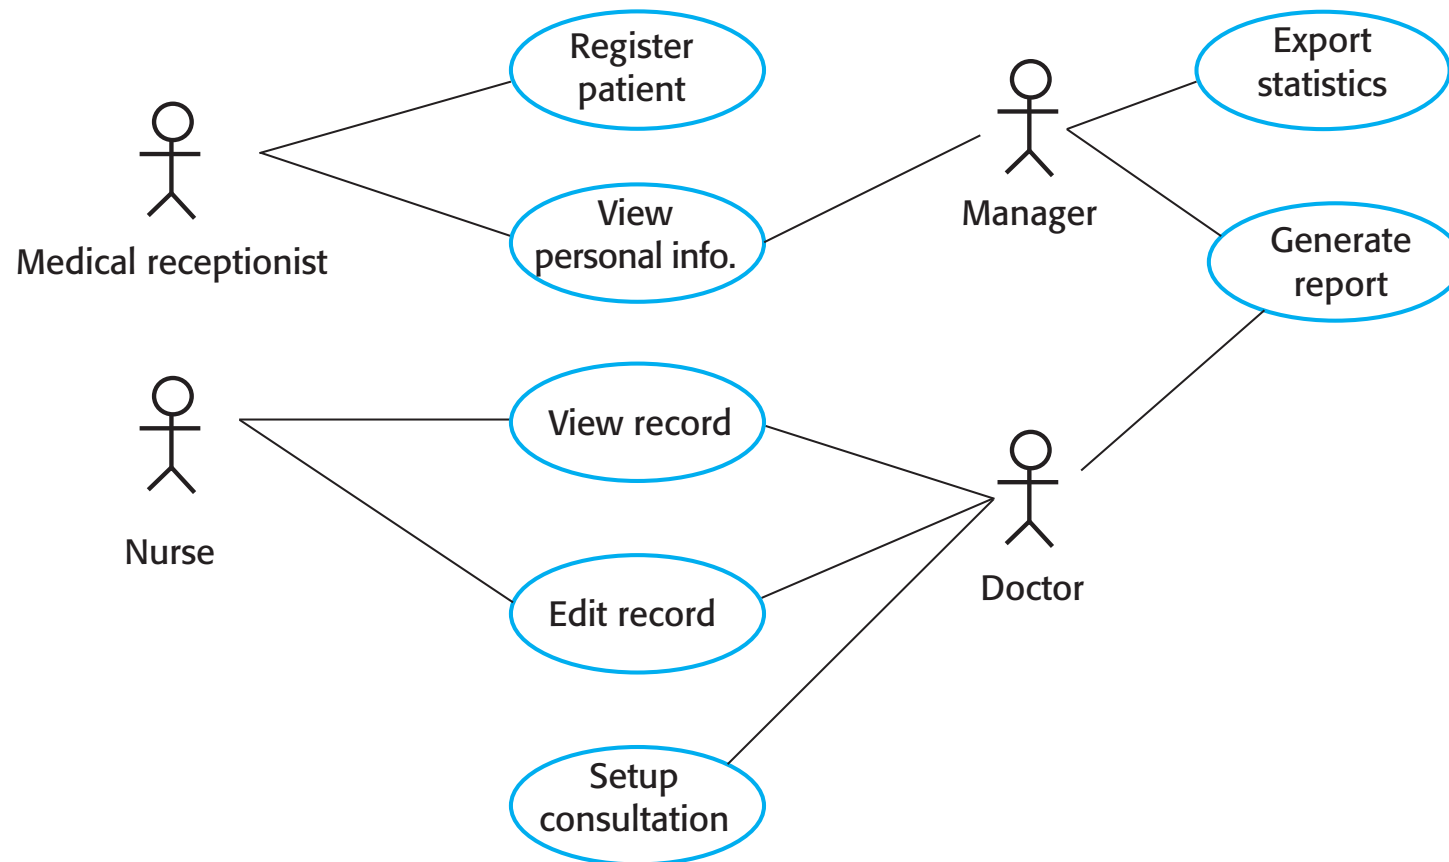 Register
patient
Export
statistics
Medical receptionist
View
personal info.
Manager
Generate
report
Nurse
View record
Edit record
Doctor
Setup
consultation